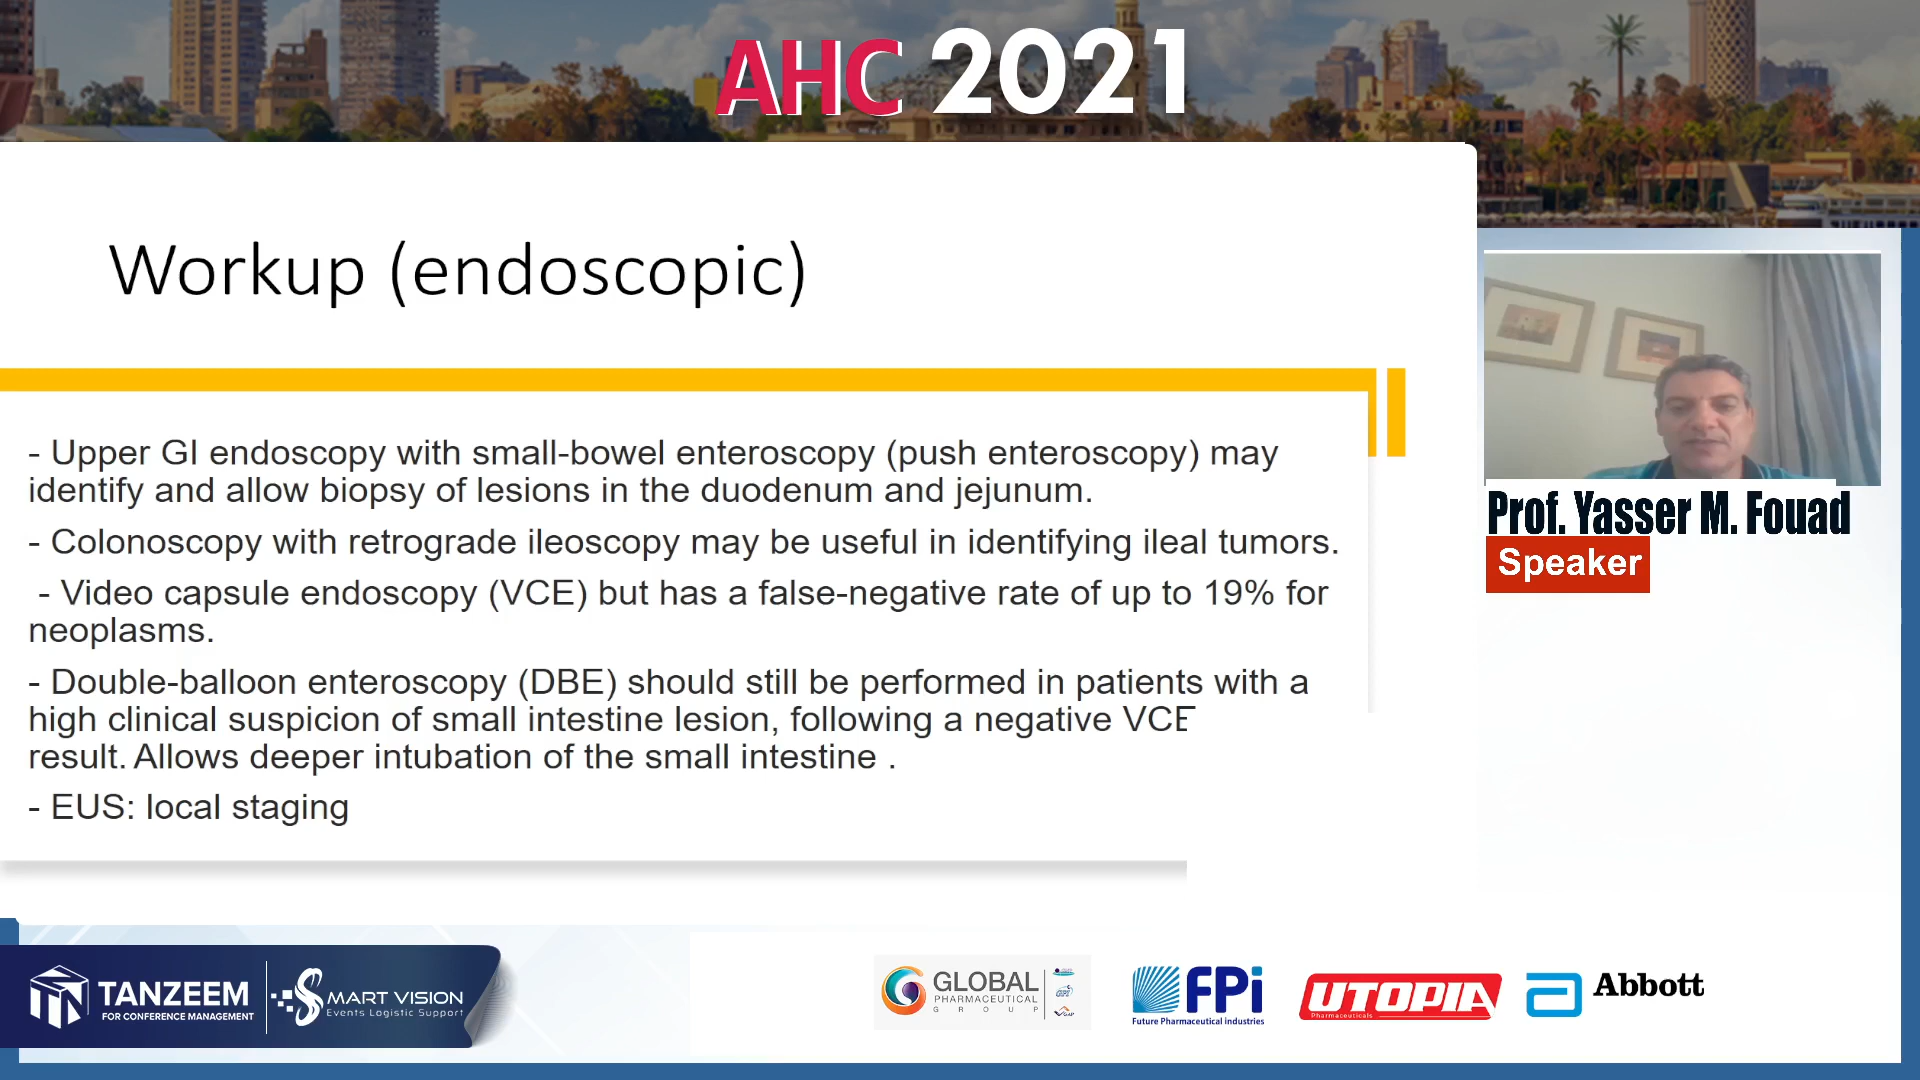 AHC 2021
Workup (endoscopic)
- Upper GI endoscopy with small-bowel enteroscopy (push enteroscopy) may
identify and allow biopsy of lesions in the duodenum and jejunum.
- Colonoscopy with retrograde ileoscopy may be useful in identifying ileal tumors.
- Video capsule endoscopy (VCE) but has a false-negative rate of up to 19% for
neoplasms.
- Double-balloon enteroscopy (DBE) should still be performed in patients with a
high clinical suspicion of small intestine lesion, following a negative VCE
result. Allows deeper intubation of the small intestine .
- EUS: local staging
Prof. Yasser M. Fouad
Speaker
TANZEEM
FOR CONFERENCE MANAGEMENT
SMART VISION
Events Logistic Support
GLOBAL
PHARMACEUTICAL
GROUP
FPi
Future Pharmaceutical industries
UTOPIA
Pharmaceuticals
Abbott